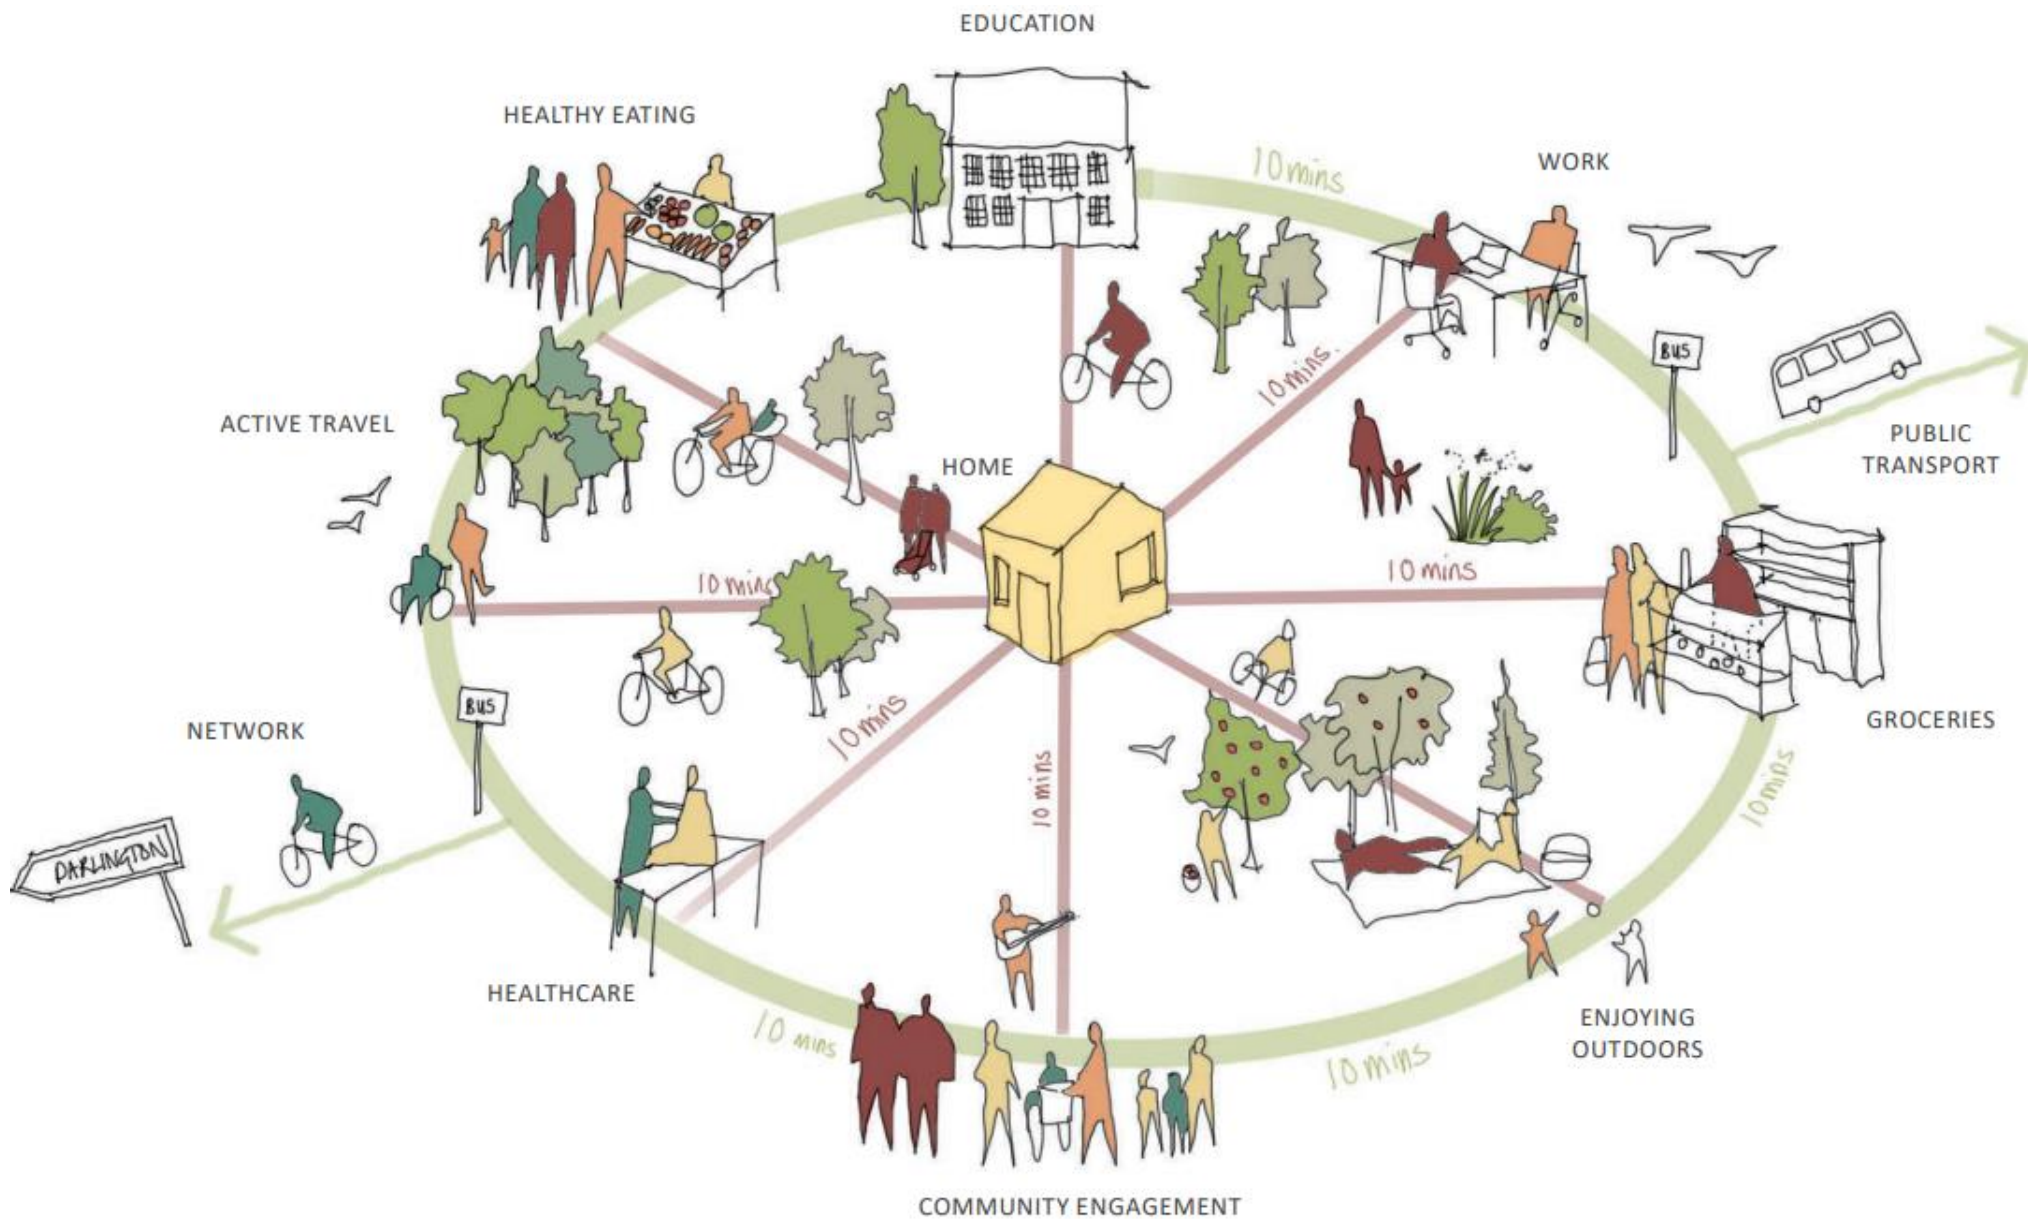 EDUCATION
HEALTHY EATING
10 mins
WORK
BUS
10 mins.
ACTIVE TRAVEL
PUBLIC
TRANSPORT
HOME
10 mins
10 mins
BUS
10 mins
NETWORK
GROCERIES
10 mins
10 mins
DARLINGTON
HEALTHCARE
10 mins
10 mins
ENJOYING
OUTDOORS
COMMUNITY ENGAGEMENT